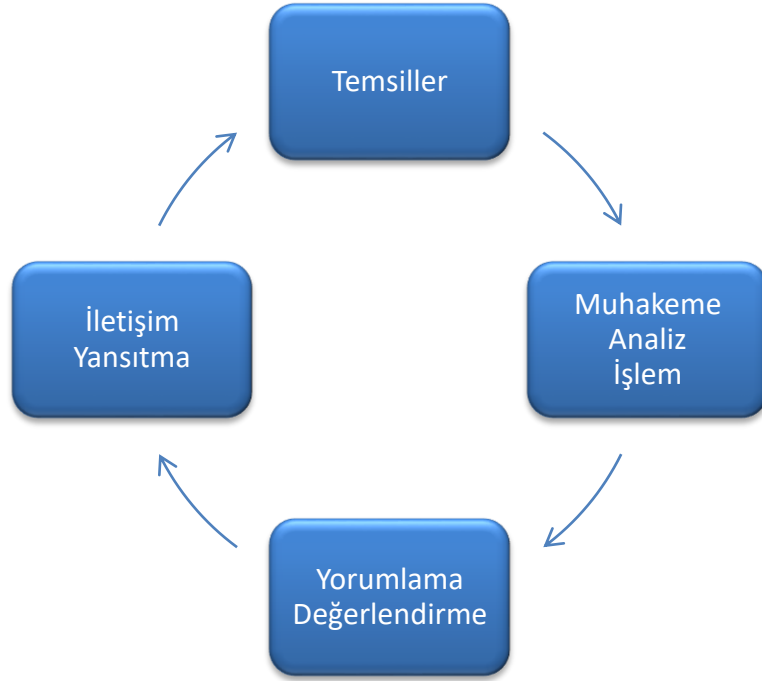 Temsiller
Muhakeme
Analiz
İşlem
Yorumlama
Değerlendirme
İletişim
Yansıtma